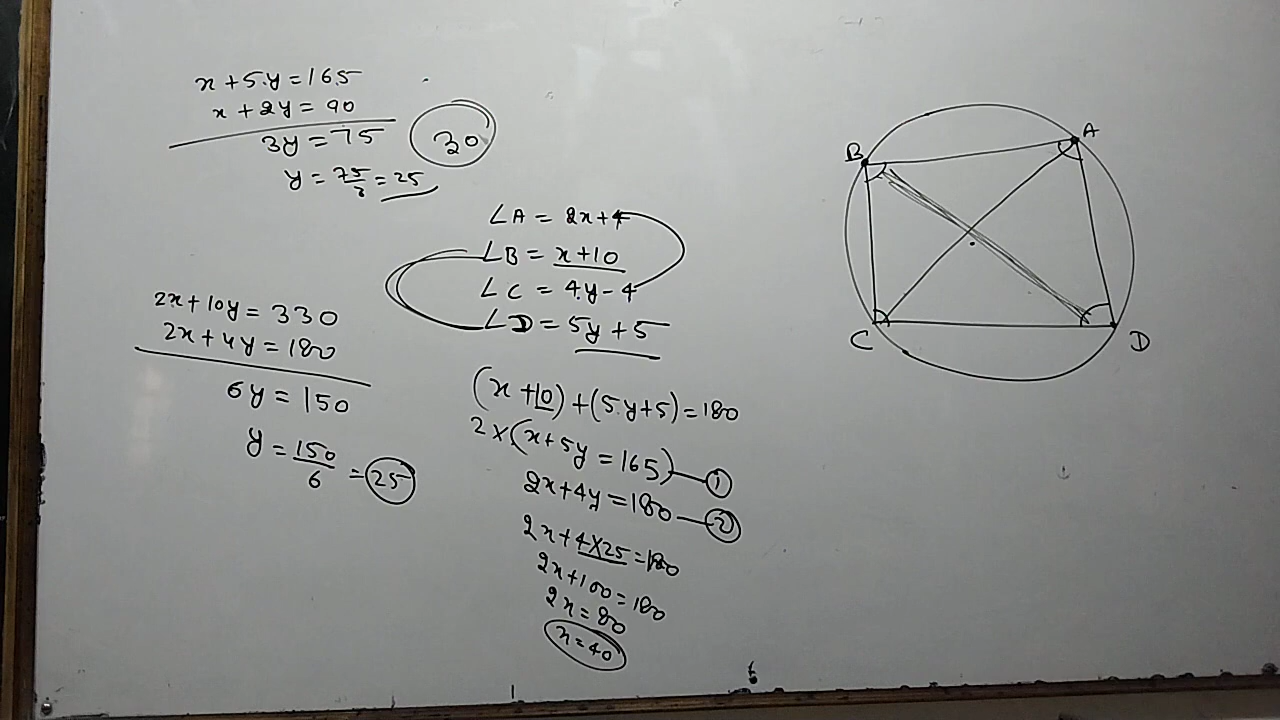 x + 5y = 165
x + 2y = 90
3y = 75
30
y = 75/3 = 25
∠A = 2x+4
∠B = x+10
∠C = 4y-4
∠D = 5y+5
2x + 10y = 330
2x + 4y = 180
6y = 150
y = 150/6 = 25
(x+10) + (5y+5) = 180
2×(x+5y = 165) — 1
2x+4y = 180 — 2
2x + 4×25 = 180
2x + 100 = 180
2x = 80
x = 40
A
B
C
D